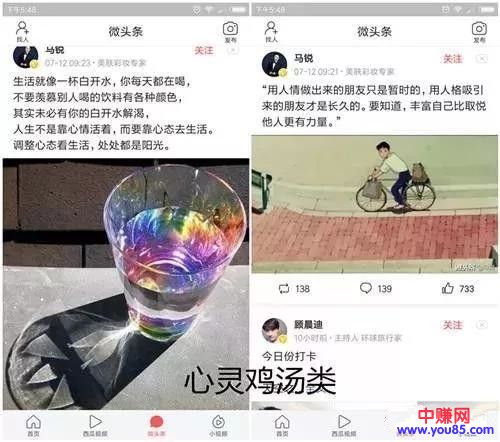 下午5:48
微头条
找人
发布
马锐
关注
07-12 09:23 · 美肤彩妆专家
生活就像一杯白开水，你每天都在喝，
不要羡慕别人喝的饮料有各种颜色，
其实未必有你的白开水解渴，
人生不是靠心情活着，而要靠心态去生活。
调整心态看生活，处处都是阳光。
首页
西瓜视频
微头条
小视频
下午5:48
微头条
找人
发布
马锐
关注
07-12 09:21 · 美肤彩妆专家
“用人情做出来的朋友只是暂时的，用人格吸引
来的朋友才是长久的。要知道，丰富自己比取悦
他人更有力量。”
138
139
733
顾晨迪
关注
10小时前 · 主持人 环球旅行家
今日份打卡
首页
西瓜视频
心灵鸡汤类
中赚网
www.you85.com